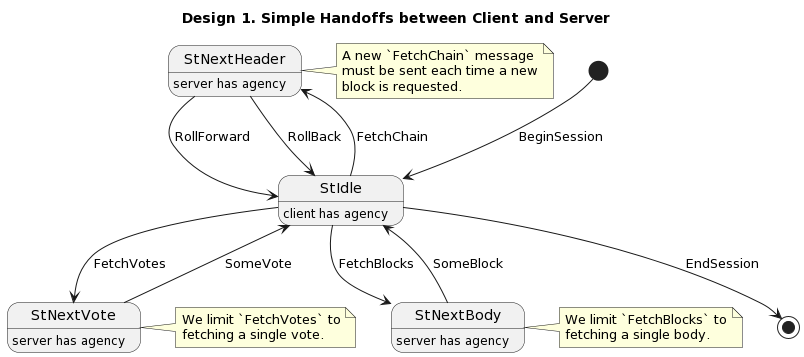 Design 1. Simple Handoffs between Client and Server
StNextHeader
server has agency
A new `FetchChain` message
must be sent each time a new
block is requested.
RollForward
RollBack
FetchChain
BeginSession
StIdle
client has agency
FetchVotes
SomeVote
FetchBlocks
SomeBlock
EndSession
StNextVote
server has agency
We limit `FetchVotes` to
fetching a single vote.
StNextBody
server has agency
We limit `FetchBlocks` to
fetching a single body.